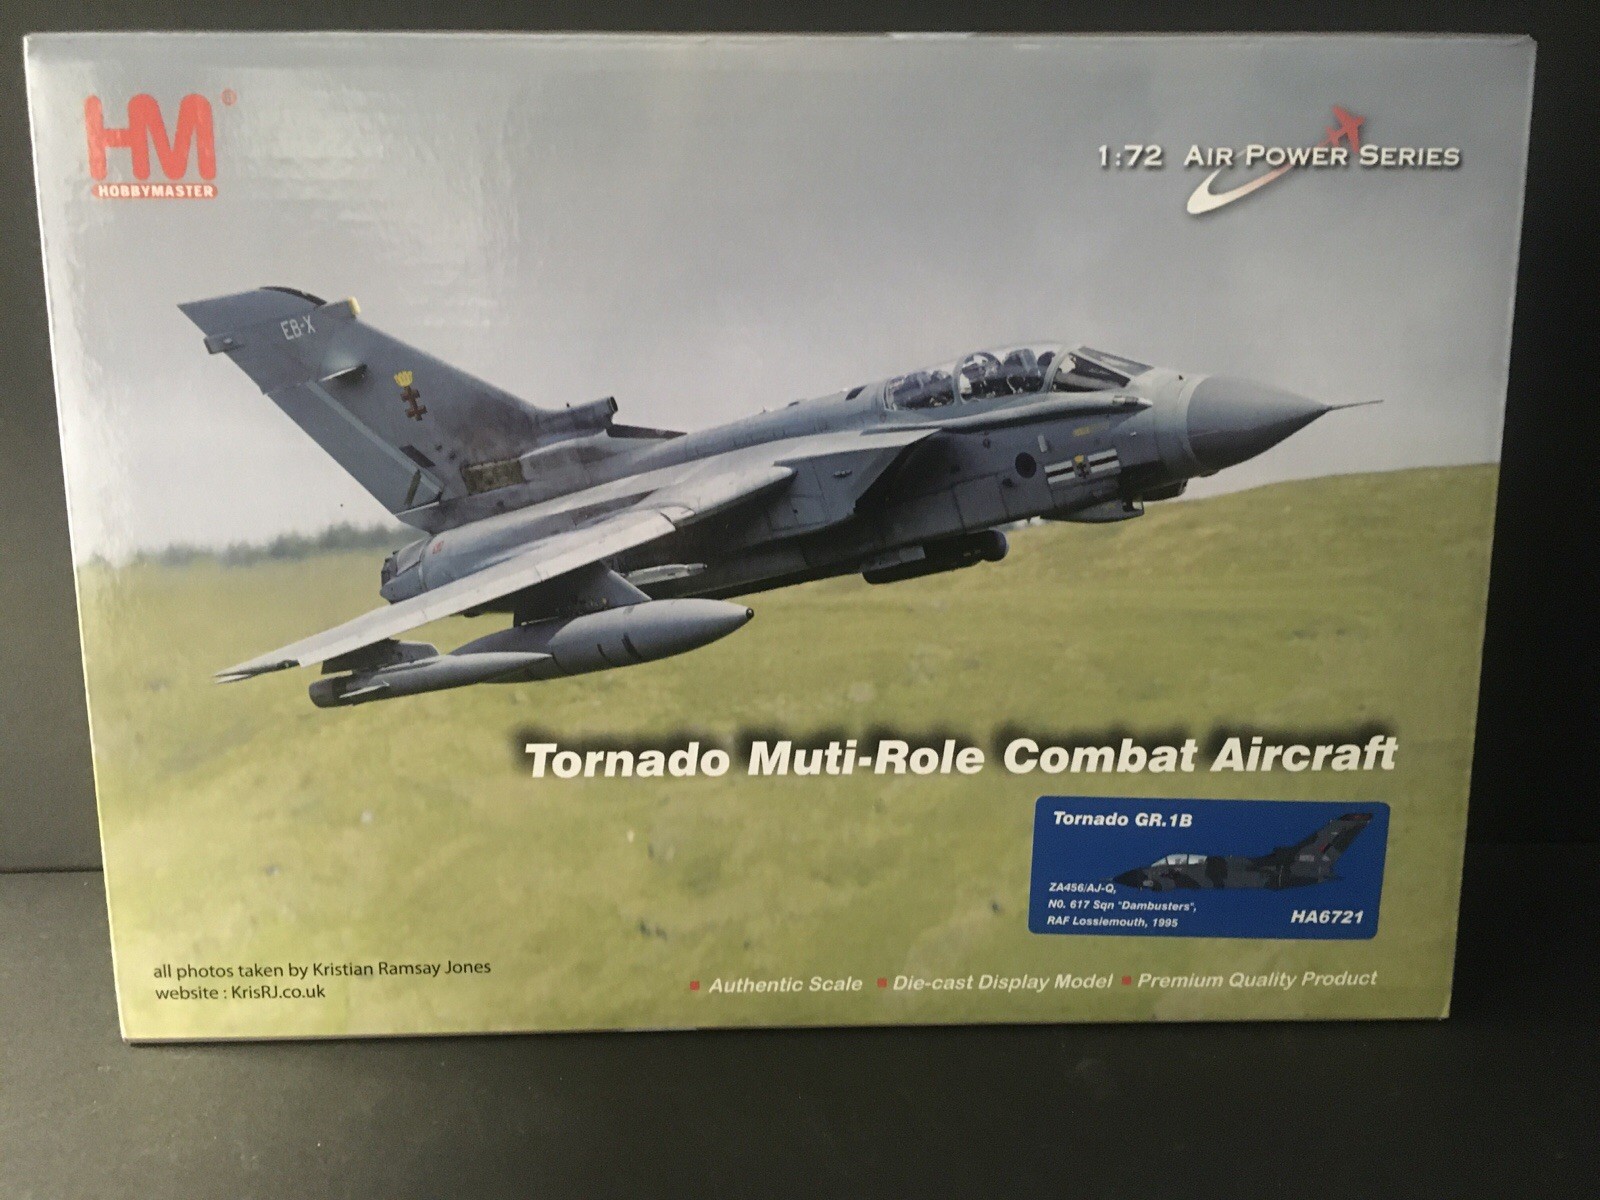 HM®
HOBBYMASTER
1:72 AIR POWER SERIES
EB-X
Tornado Muti-Role Combat Aircraft
Tornado GR.1B
ZA456/AJ-Q,
NO. 617 Sqn "Dambusters",
RAF Lossiemouth, 1995
HA6721
all photos taken by Kristian Ramsay Jones
website : KrisRJ.co.uk
Authentic Scale Die-cast Display Model Premium Quality Product